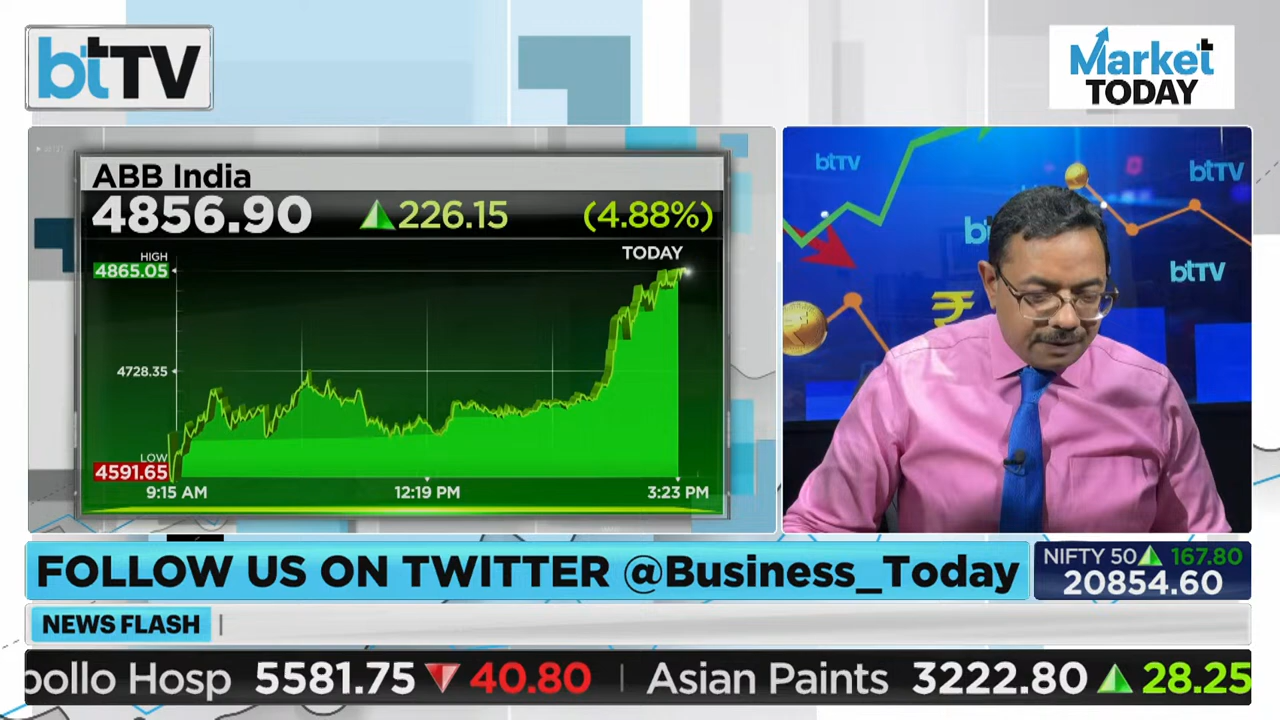 btTV
Market
TODAY
ABB India
4856.90 226.15 (4.88%)
TODAY
HIGH
4865.05
4728.35
LOW
4591.65
9:15 AM 12:19 PM 3:23 PM
btTV
btTV
btTV
₹
FOLLOW US ON TWITTER @Business_Today
NIFTY 50 167.80
20854.60
NEWS FLASH
ollo Hosp 5581.75 40.80 | Asian Paints 3222.80 28.25